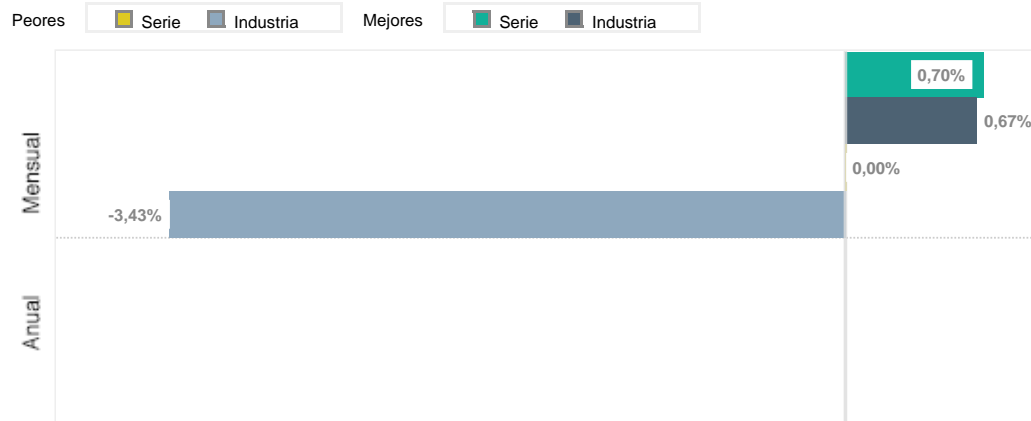 Peores Serie Industria Mejores Serie Industria
0,70%
0,67%
Mensual
0,00%
-3,43%
Anual